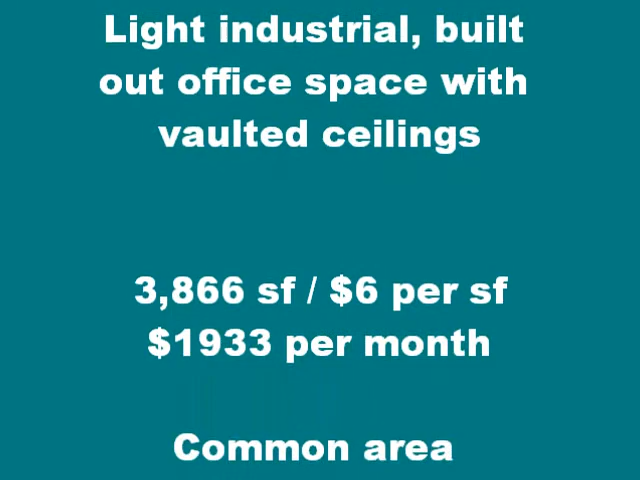 Light industrial, built
out office space with
vaulted ceilings
3,866 sf / $6 per sf
$1933 per month
Common area